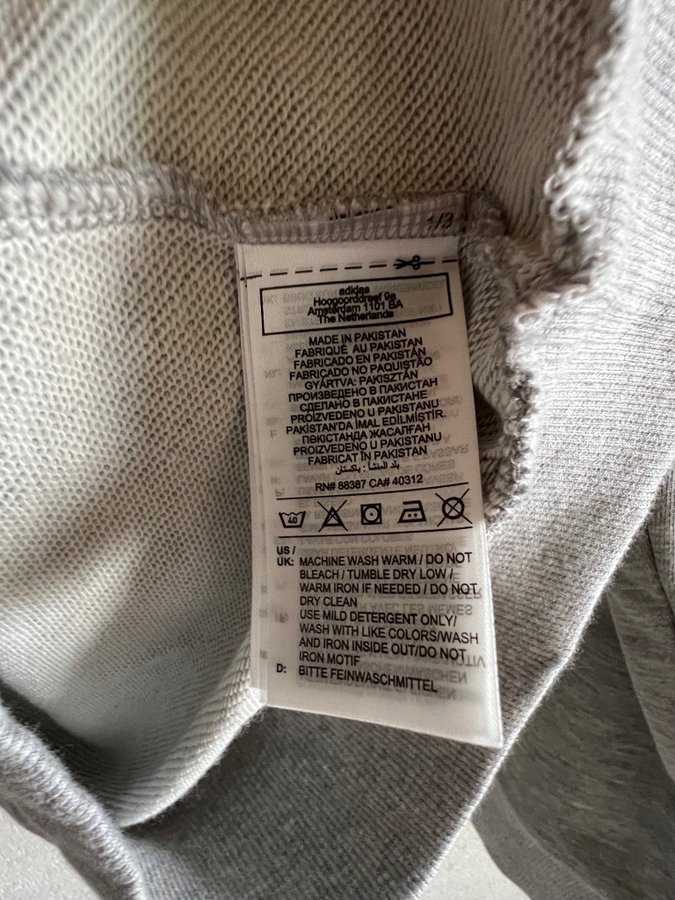 1/3
adidas
Hoogoorddreef 9a
Amsterdam 1101 BA
The Netherlands
MADE IN PAKISTAN
FABRIQUÉ AU PAKISTAN
FABRICADO EN PAKISTÁN
FABRICADO NO PAQUISTÃO
GYÁRTVA: PAKISZTÁN
ПРОИЗВЕДЕНО В ПАКИСТАН
СДЕЛАНО В ПАКИСТАНЕ
PROIZVEDENO U PAKISTANU
PAKİSTAN'DA İMAL EDİLMİŞTİR.
ПӘКІСТАНДА ЖАСАЛҒАН
PROIZVEDENO U PAKISTANU
FABRICAT ÎN PAKISTAN
بلد المنشأ : باكستان
RN# 88387 CA# 40312
40
US /
UK: MACHINE WASH WARM / DO NOT
BLEACH / TUMBLE DRY LOW /
WARM IRON IF NEEDED / DO NOT
DRY CLEAN
USE MILD DETERGENT ONLY/
WASH WITH LIKE COLORS/WASH
AND IRON INSIDE OUT/DO NOT
IRON MOTIF
D: BITTE FEINWASCHMITTEL